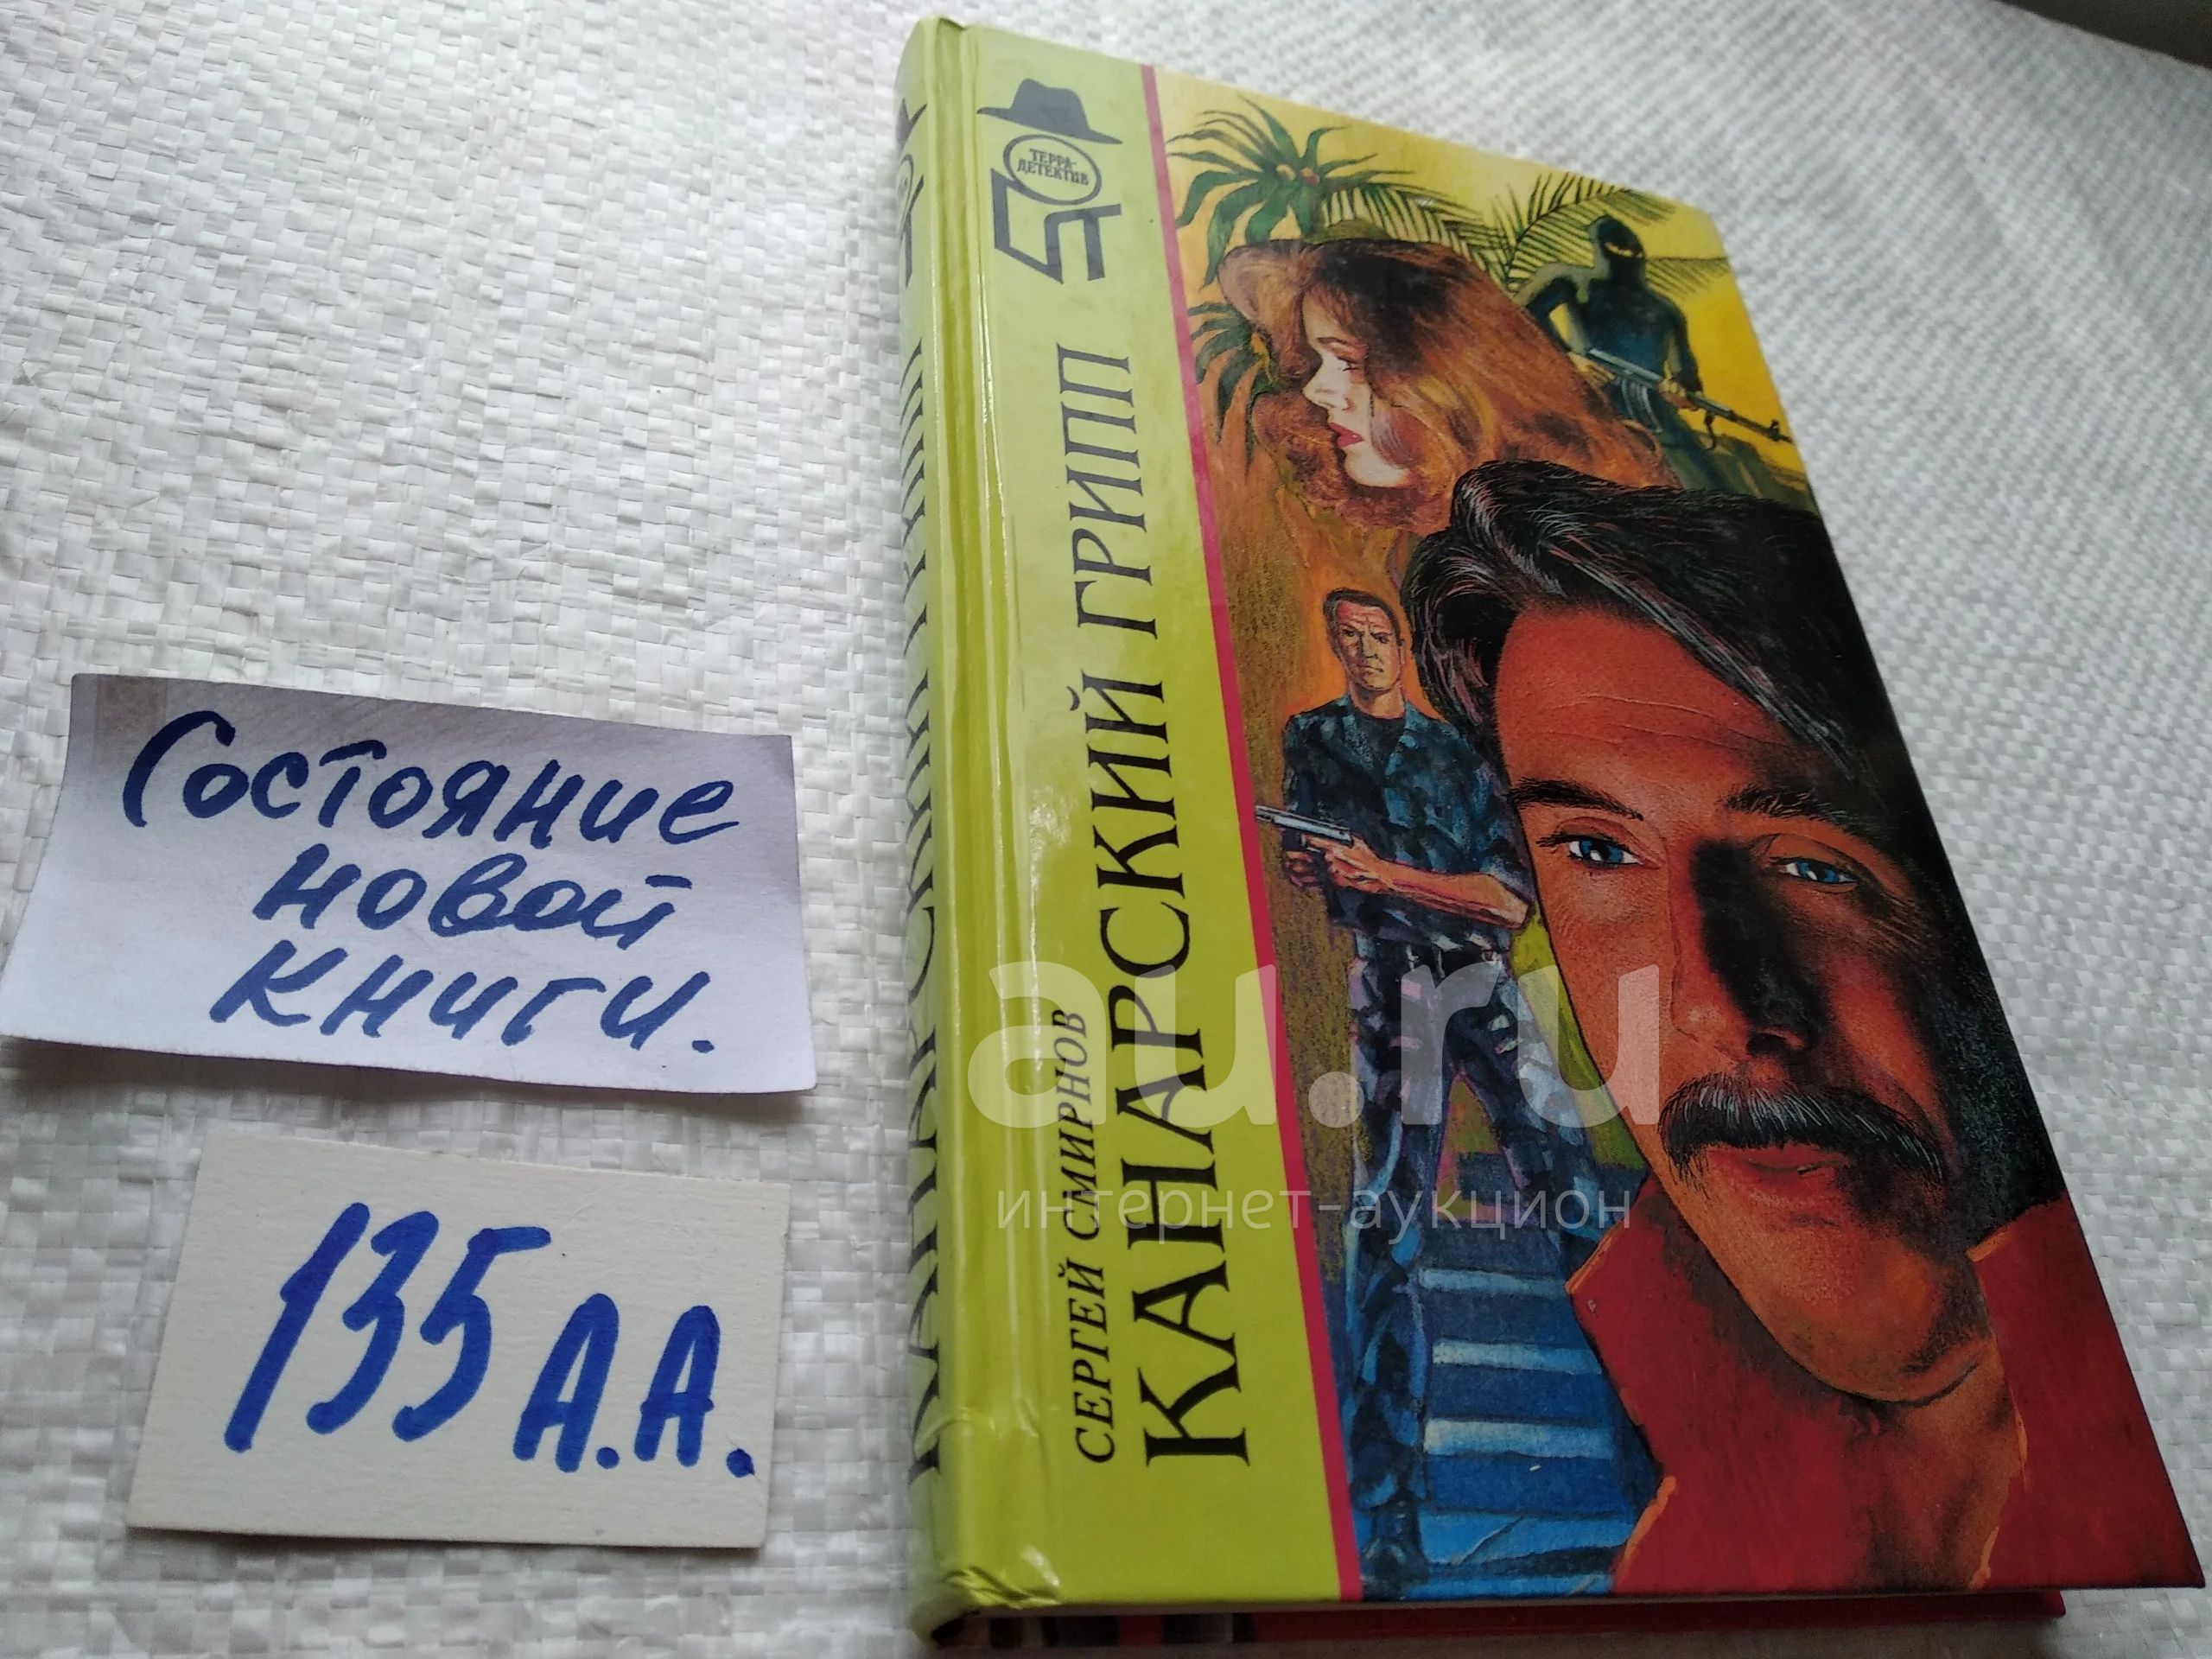 ТЕРРА-
ДЕТЕКТИВ
СЕРГЕЙ СМИРНОВ
КАНАРСКИЙ ГРИПП
Состояние
новой
книги.
135 А.А.
au.ru
интернет-аукцион